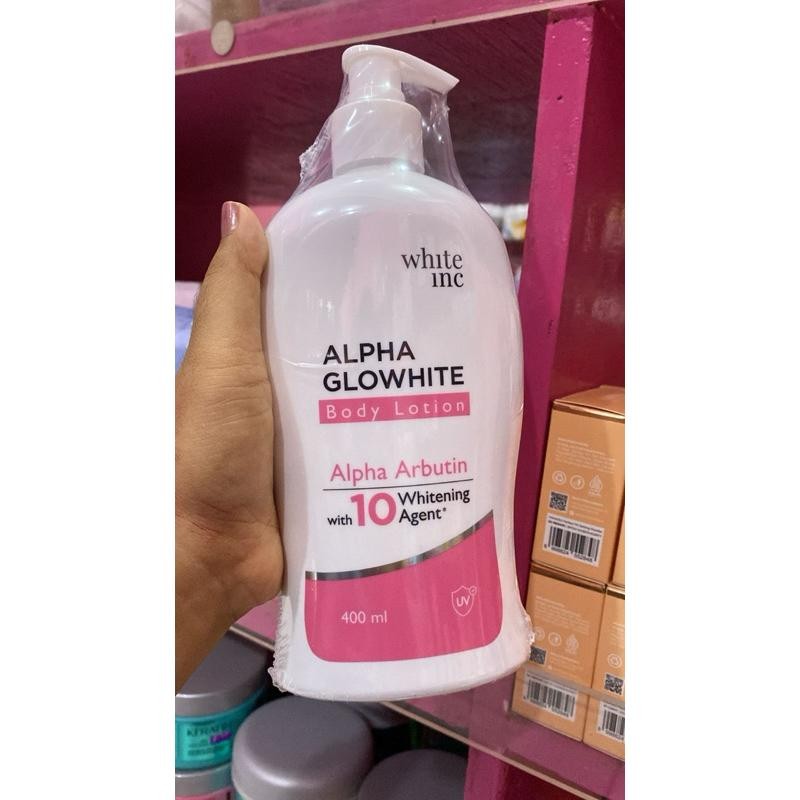 white
inc
ALPHA
GLOWHITE
Body Lotion
Alpha Arbutin
with 10 Whitening
Agent*
400 ml
UV